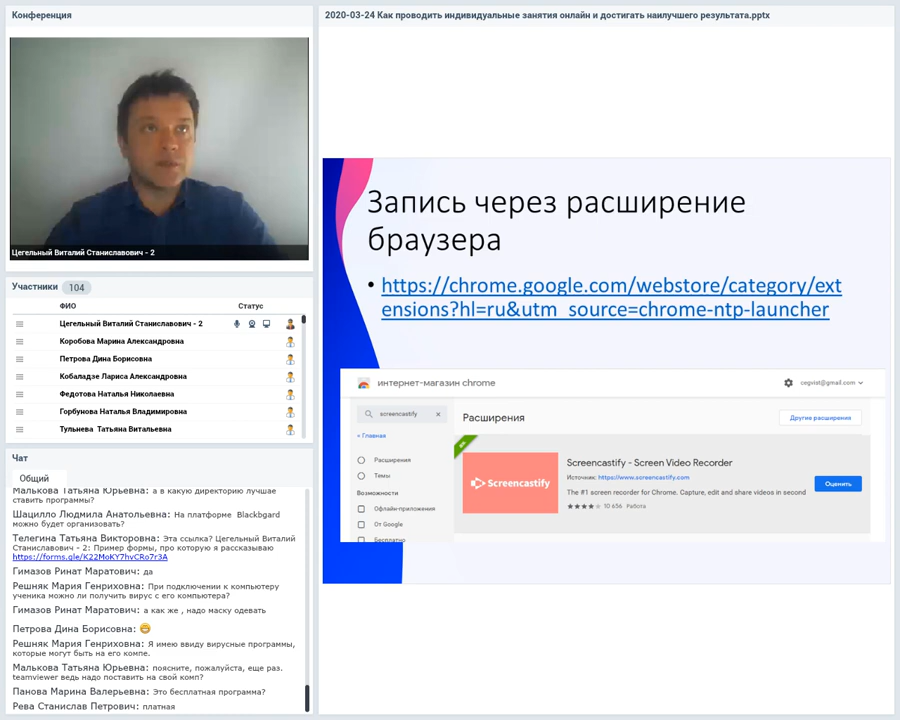 Конференция
Цегельный Виталий Станиславович - 2
Участники 104
ФИО Статус
Цегельный Виталий Станиславович - 2
Коробова Марина Александровна
Петрова Дина Борисовна
Кобаладзе Лариса Александровна
Федотова Наталья Николаевна
Горбунова Наталья Владимировна
Тульнева Татьяна Витальевна
Чат
Общий
Малькова Татьяна Юрьевна: а в какую директорию лучшее
ставить программы?
Шацилло Людмила Анатольевна: На платформе Blackbgard
можно будет организовать?
Телегина Татьяна Викторовна: Эта ссылка? Цегельный Виталий
Станиславович - 2: Пример формы, про которую я рассказываю
https://forms.gle/K22MoKY7hvCRo7r3A
Гимазов Ринат Маратович: да
Решняк Мария Генриховна: При подключении к компьютеру
ученика можно ли получить вирус с его компьютера?
Гимазов Ринат Маратович: а как же , надо маску одевать
Петрова Дина Борисовна:
Решняк Мария Генриховна: Я имею ввиду вирусные программы,
которые могут быть на его компе.
Малькова Татьяна Юрьевна: поясните, пожалуйста, еще раз.
teamviewer ведь надо поставить на свой комп?
Панова Марина Валерьевна: Это бесплатная программа?
Рева Станислав Петрович: платная
2020-03-24 Как проводить индивидуальные занятия онлайн и достигать наилучшего результата.pptx
Запись через расширение
браузера
• https://chrome.google.com/webstore/category/ext
ensions?hl=ru&utm_source=chrome-ntp-launcher
интернет-магазин chrome
cegvist@gmail.com
screencastify
« Главная
Расширения
Темы
Возможности
Офлайн-приложения
От Google
Бесплатно
Расширения
Другие расширения
Screencastify
Screencastify - Screen Video Recorder
Источник: https://www.screencastify.com
The #1 screen recorder for Chrome. Capture, edit and share videos in second
10 656 Работа
Оценить